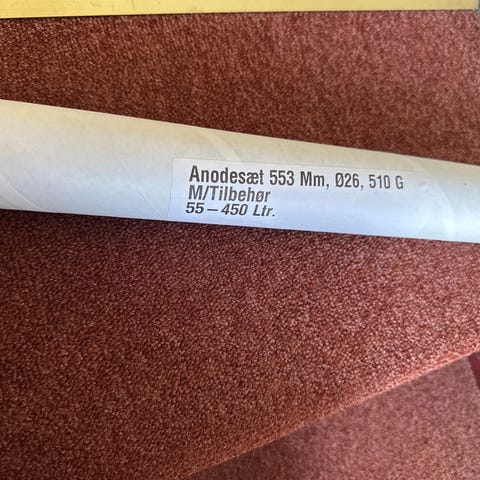 Anodesæt 553 Mm, Ø26, 510 G
M/Tilbehør
55–450 Ltr.